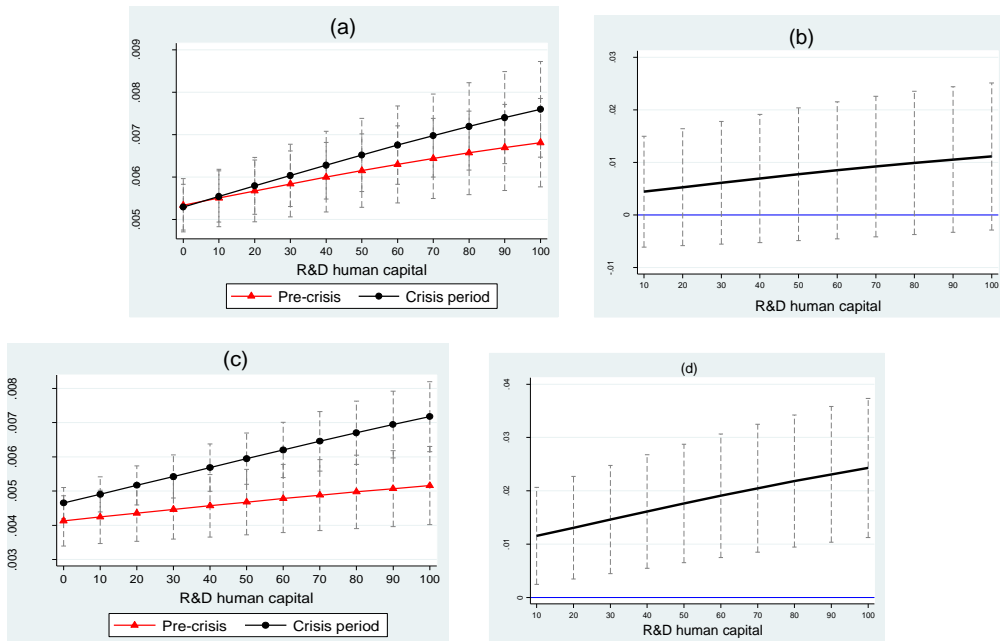 (a)
.009
.008
.007
.006
.005
0 10 20 30 40 50 60 70 80 90 100
R&D human capital
Pre-crisis Crisis period
(b)
.03
.02
.01
0
-.01
10 20 30 40 50 60 70 80 90 100
R&D human capital
(c)
.008
.007
.006
.005
.004
.003
0 10 20 30 40 50 60 70 80 90 100
R&D human capital
Pre-crisis Crisis period
(d)
.04
.03
.02
.01
0
10 20 30 40 50 60 70 80 90 100
R&D human capital